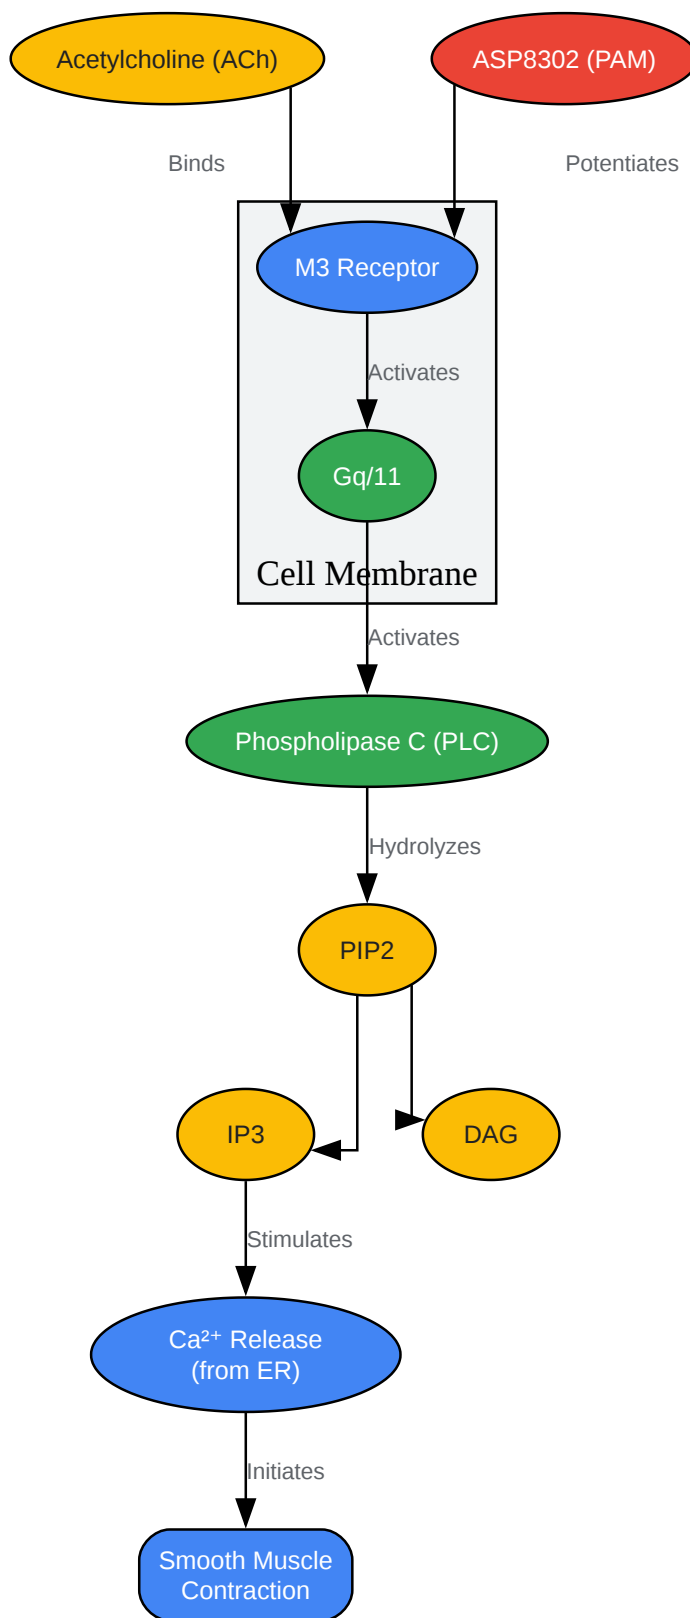 Acetylcholine (ACh)
ASP8302 (PAM)
Binds
Potentiates
M3 Receptor
Activates
Gq/11
Cell Membrane
Activates
Phospholipase C (PLC)
Hydrolyzes
PIP2
IP3
DAG
Stimulates
Ca²⁺ Release
(from ER)
Initiates
Smooth Muscle
Contraction